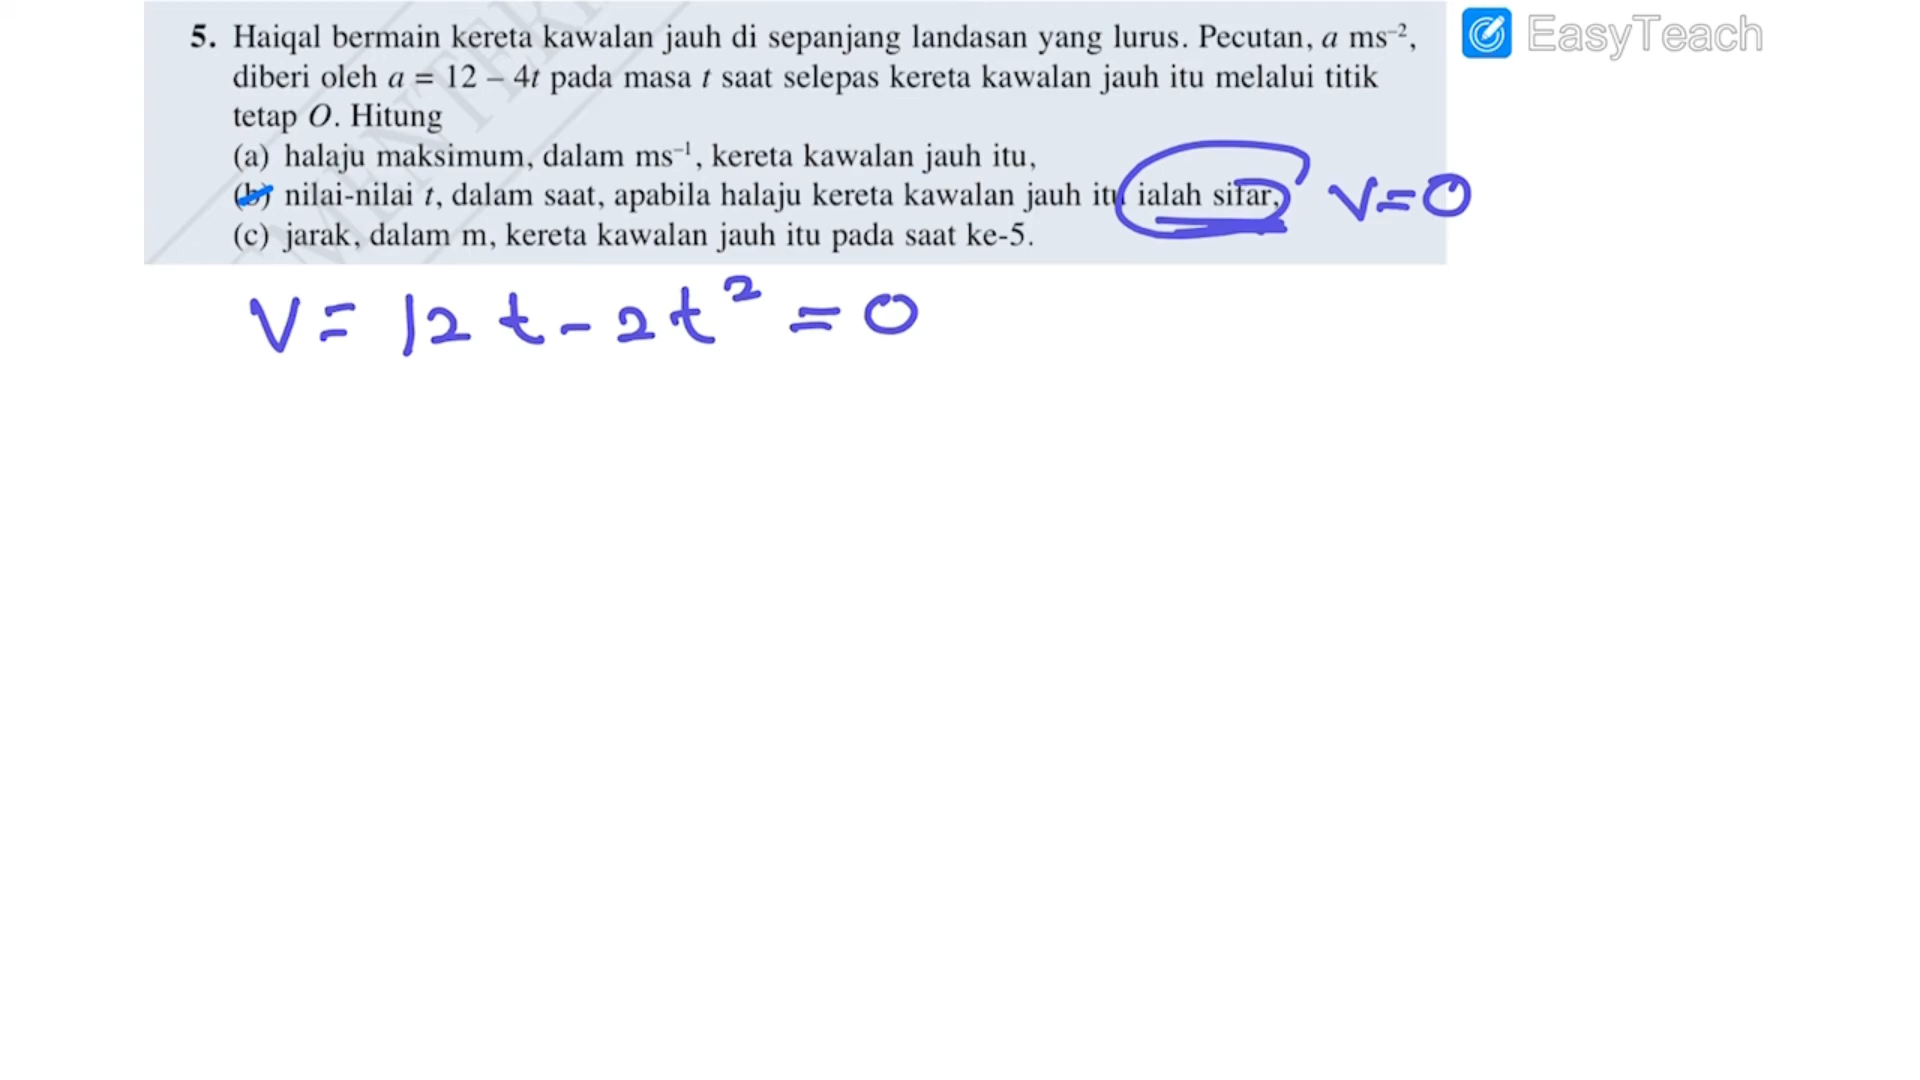 5. Haiqal bermain kereta kawalan jauh di sepanjang landasan yang lurus. Pecutan, a ms⁻²,
diberi oleh a = 12 – 4t pada masa t saat selepas kereta kawalan jauh itu melalui titik
tetap O. Hitung
(a) halaju maksimum, dalam ms⁻¹, kereta kawalan jauh itu,
(b) nilai-nilai t, dalam saat, apabila halaju kereta kawalan jauh itu ialah sifar, V=0
(c) jarak, dalam m, kereta kawalan jauh itu pada saat ke-5.
V = 12t - 2t² = 0
EasyTeach